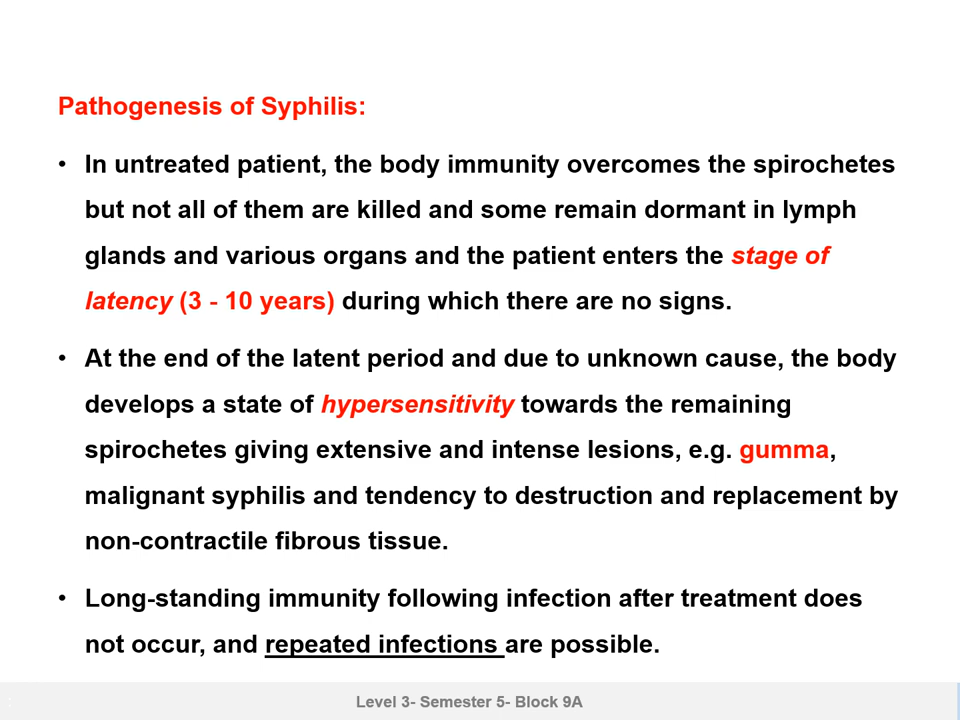 Pathogenesis of Syphilis:
• In untreated patient, the body immunity overcomes the spirochetes
but not all of them are killed and some remain dormant in lymph
glands and various organs and the patient enters the stage of
latency (3 - 10 years) during which there are no signs.
• At the end of the latent period and due to unknown cause, the body
develops a state of hypersensitivity towards the remaining
spirochetes giving extensive and intense lesions, e.g. gumma,
malignant syphilis and tendency to destruction and replacement by
non-contractile fibrous tissue.
• Long-standing immunity following infection after treatment does
not occur, and repeated infections are possible.
Level 3- Semester 5- Block 9A